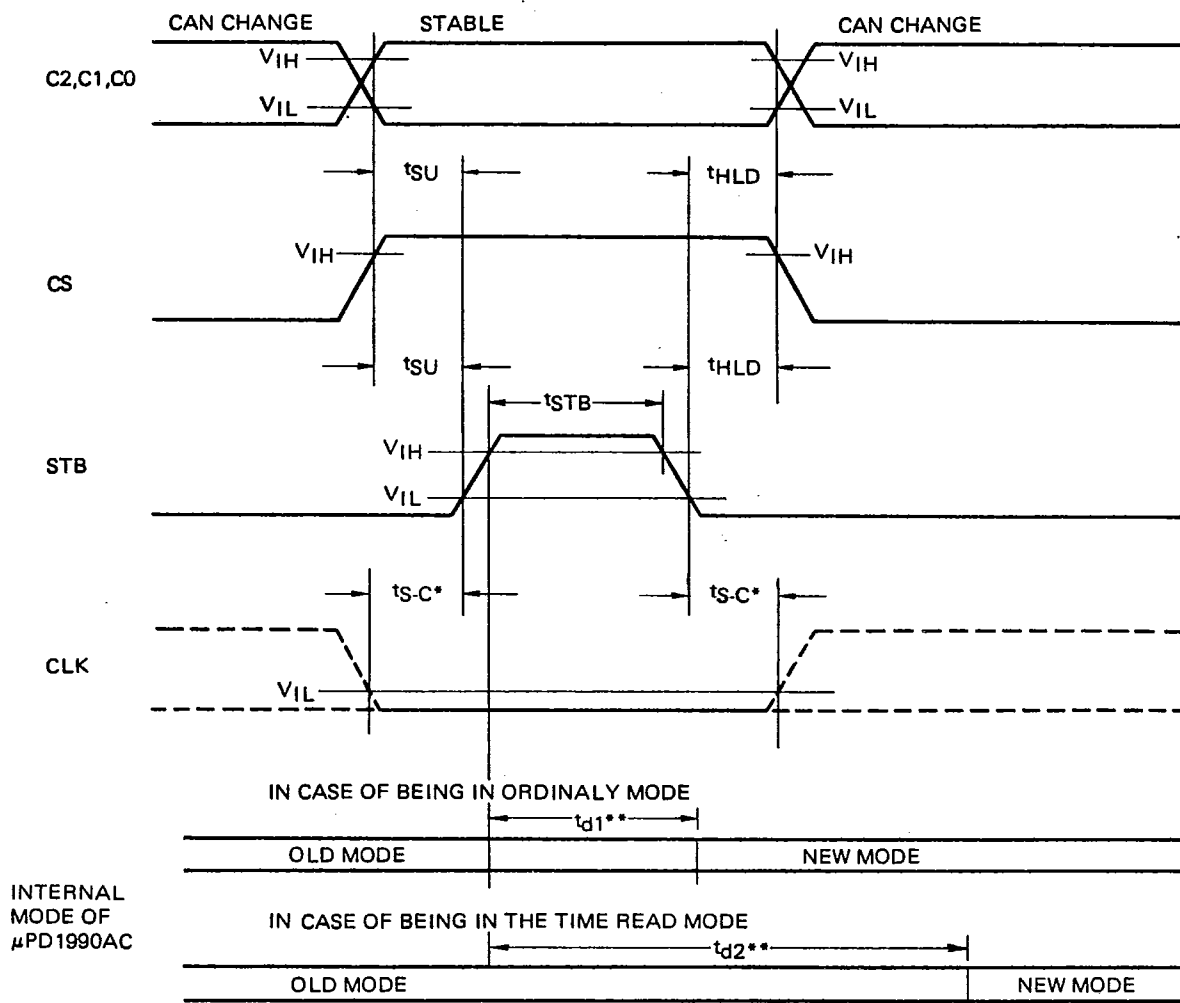 CAN CHANGE STABLE CAN CHANGE
C2,C1,C0
VIH VIH
VIL VIL
tSU tHLD
VIH VIH
CS
tSU tHLD
tSTB
VIH
STB
VIL
tS-C* tS-C*
CLK
VIL
IN CASE OF BEING IN ORDINALY MODE
td1**
OLD MODE NEW MODE
INTERNAL
MODE OF
μPD1990AC
IN CASE OF BEING IN THE TIME READ MODE
td2**
OLD MODE NEW MODE